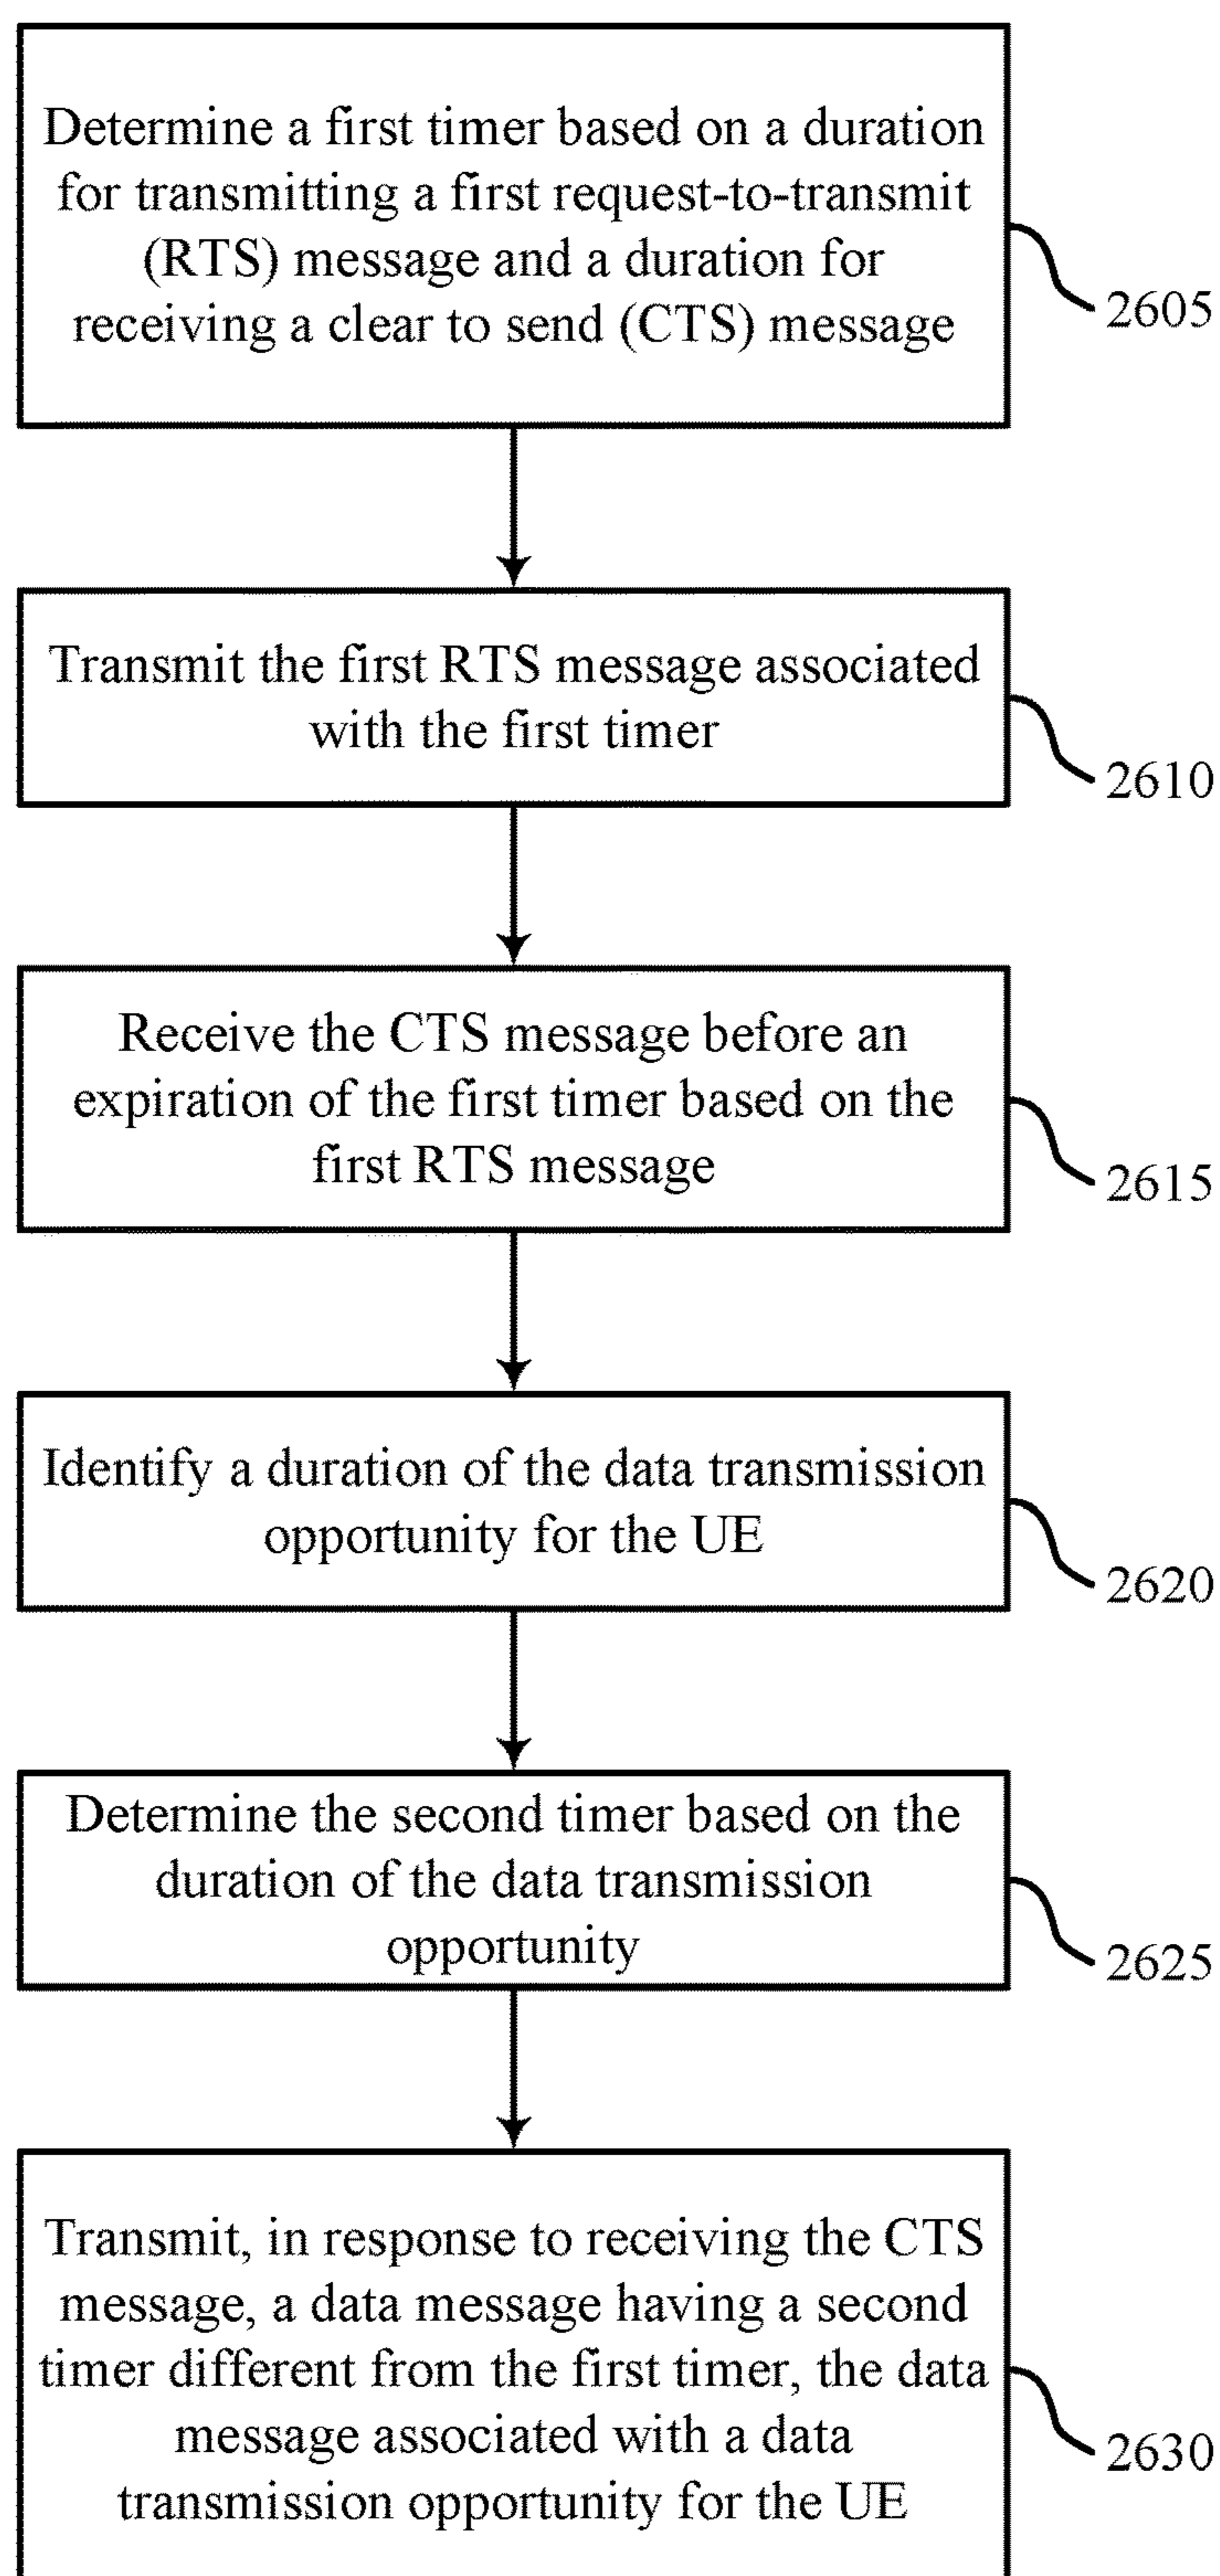 Determine a first timer based on a duration
for transmitting a first request-to-transmit
(RTS) message and a duration for
receiving a clear to send (CTS) message
2605
Transmit the first RTS message associated
with the first timer
2610
Receive the CTS message before an
expiration of the first timer based on the
first RTS message
2615
Identify a duration of the data transmission
opportunity for the UE
2620
Determine the second timer based on the
duration of the data transmission
opportunity
2625
Transmit, in response to receiving the CTS
message, a data message having a second
timer different from the first timer, the data
message associated with a data
transmission opportunity for the UE
2630